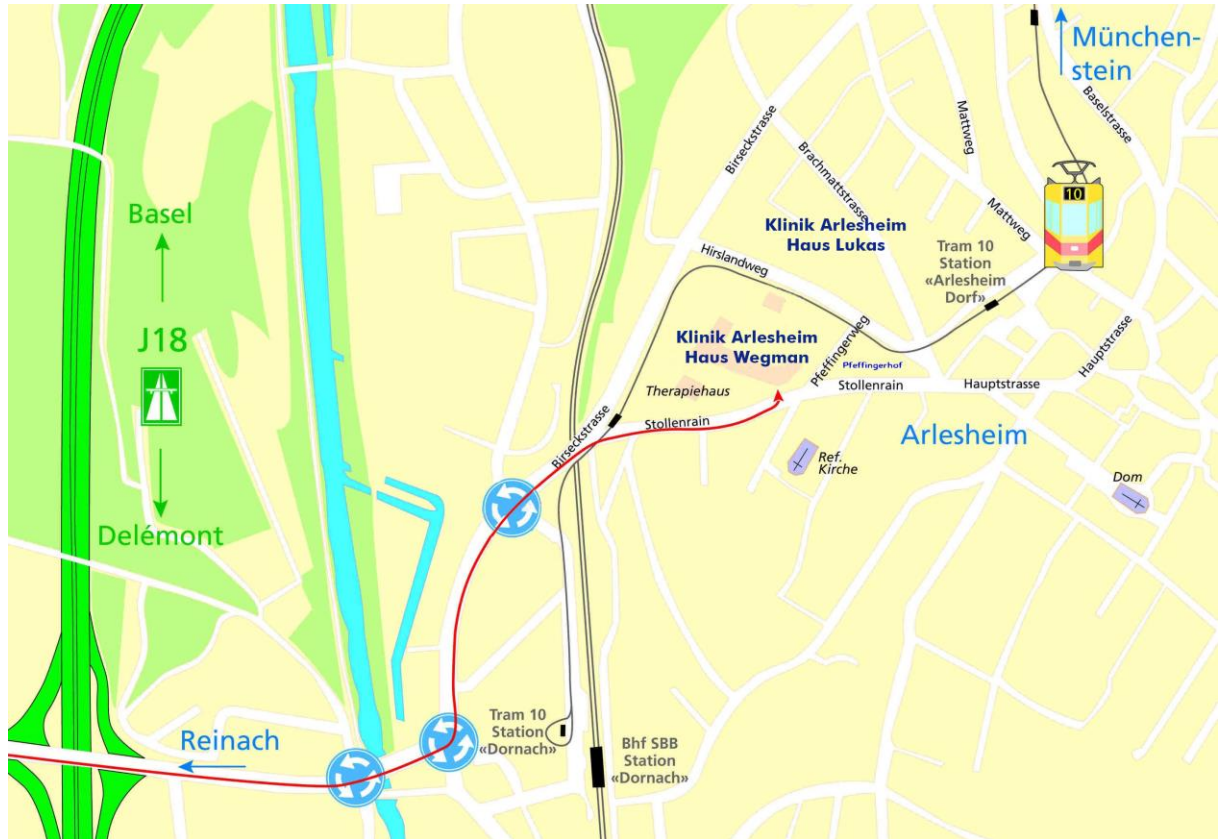 München-
stein
Baselstrasse
Mattweg
Birseckstrasse
Brachmattstrasse
10
Basel
Klinik Arlesheim
Haus Lukas
Mattweg
Hirslandweg
Tram 10
Station
«Arlesheim
Dorf»
J18
Klinik Arlesheim
Haus Wegman
Pfeffingerweg
Pfeffingerhof
Hauptstrasse
Therapiehaus
Stollenrain
Hauptstrasse
Stollenrain
Birseckstrasse
Arlesheim
Ref.
Kirche
Dom
Delémont
Reinach
Tram 10
Station
«Dornach»
Bhf SBB
Station
«Dornach»